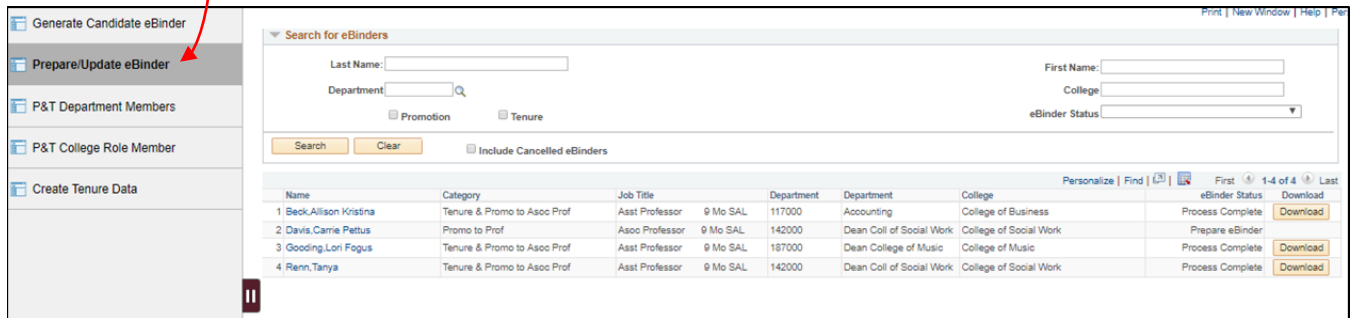 Print | New Window | Help | Per
Generate Candidate eBinder
Prepare/Update eBinder
P&T Department Members
P&T College Role Member
Create Tenure Data
Search for eBinders
Last Name: First Name:
Department College
Promotion Tenure eBinder Status
Search Clear Include Cancelled eBinders
Personalize | Find | First 1-4 of 4 Last
Name Category Job Title Department Department College eBinder Status Download
1 Beck,Allison Kristina Tenure & Promo to Asoc Prof Asst Professor 9 Mo SAL 117000 Accounting College of Business Process Complete Download
2 Davis,Carrie Pettus Promo to Prof Asoc Professor 9 Mo SAL 142000 Dean Coll of Social Work College of Social Work Prepare eBinder
3 Gooding,Lori Fogus Tenure & Promo to Asoc Prof Asst Professor 9 Mo SAL 187000 Dean College of Music College of Music Process Complete Download
4 Renn,Tanya Tenure & Promo to Asoc Prof Asst Professor 9 Mo SAL 142000 Dean Coll of Social Work College of Social Work Process Complete Download